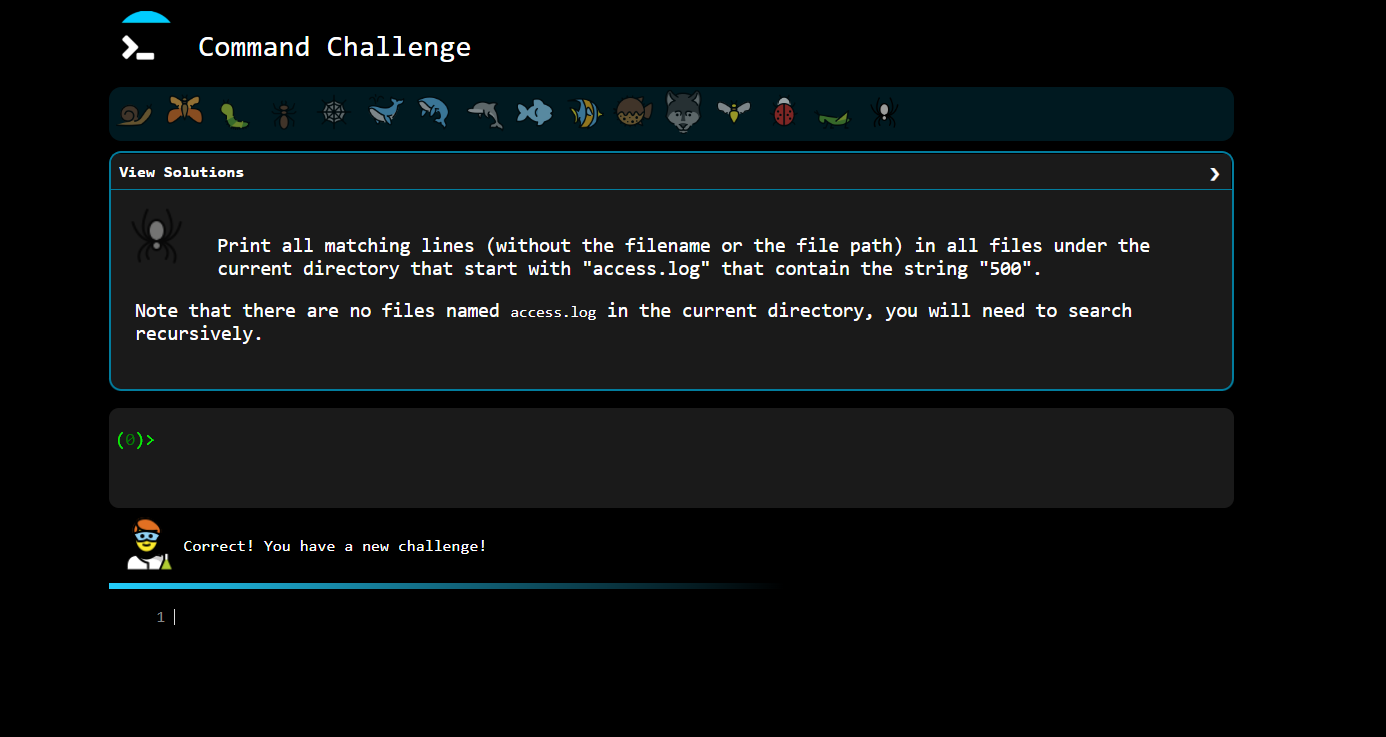 Command Challenge
View Solutions
Print all matching lines (without the filename or the file path) in all files under the
current directory that start with "access.log" that contain the string "500".
Note that there are no files named access.log in the current directory, you will need to search
recursively.
(0)>
Correct! You have a new challenge!
1